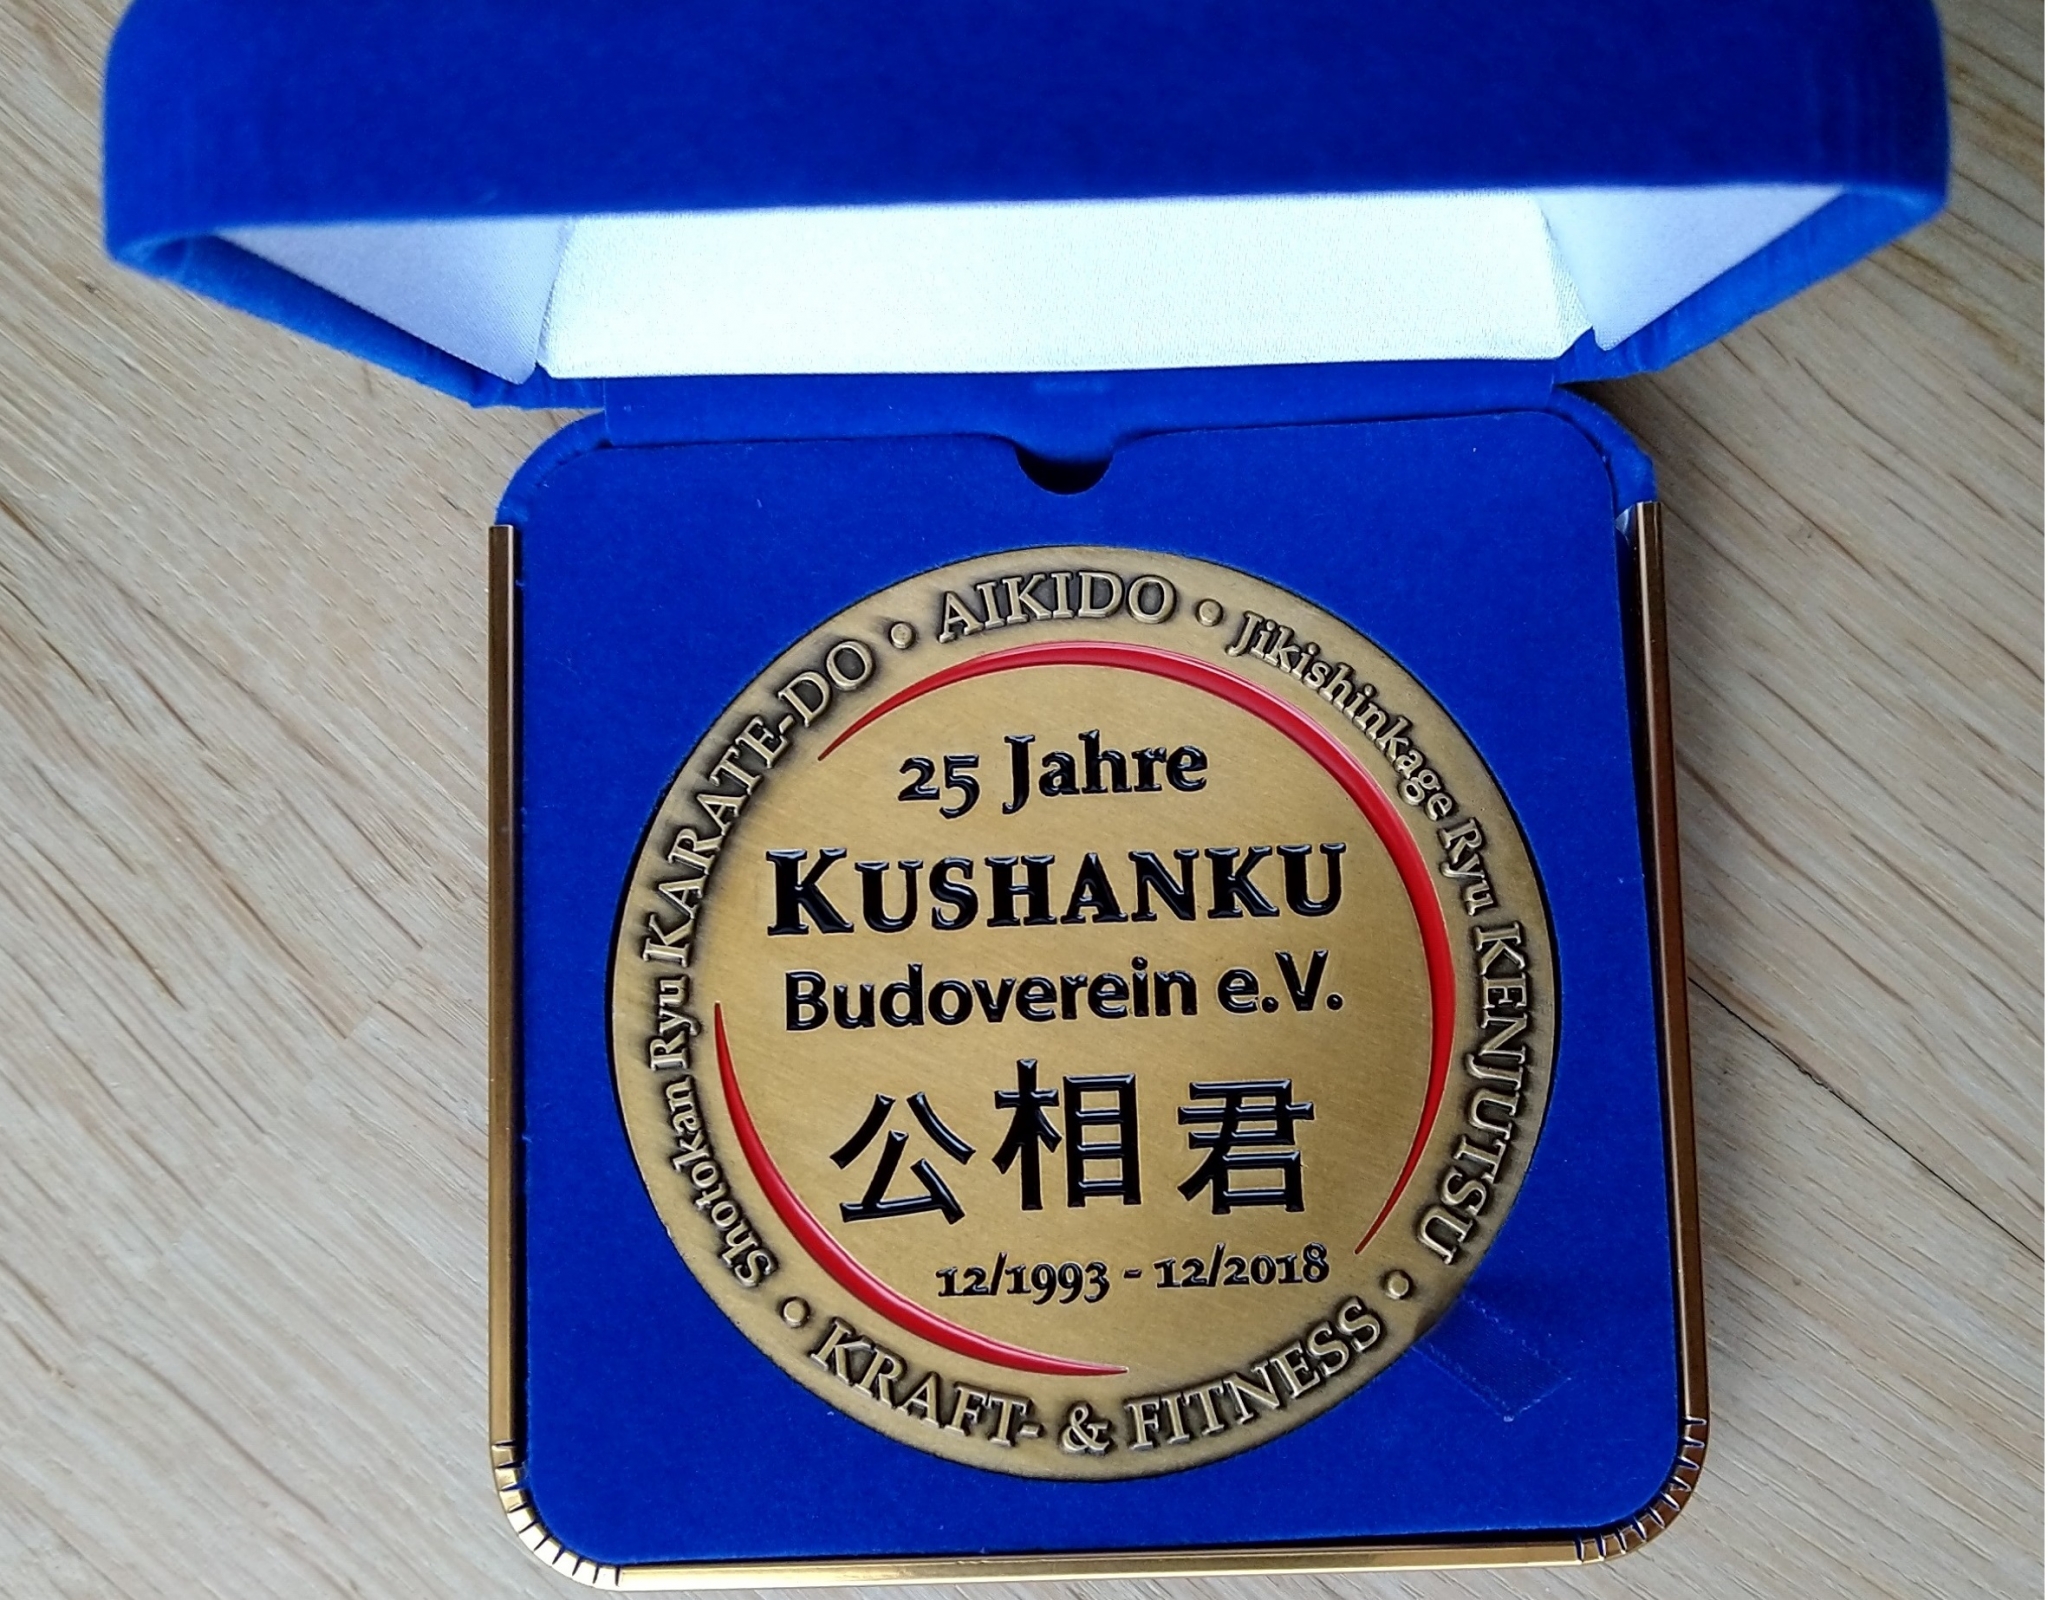 Shotokan Ryu KARATE-DO • AIKIDO • Jikishinkage Ryu KENJUTSU
25 Jahre
KUSHANKU
Budoverein e.V.
公相君
12/1993 - 12/2018
• KRAFT- & FITNESS •